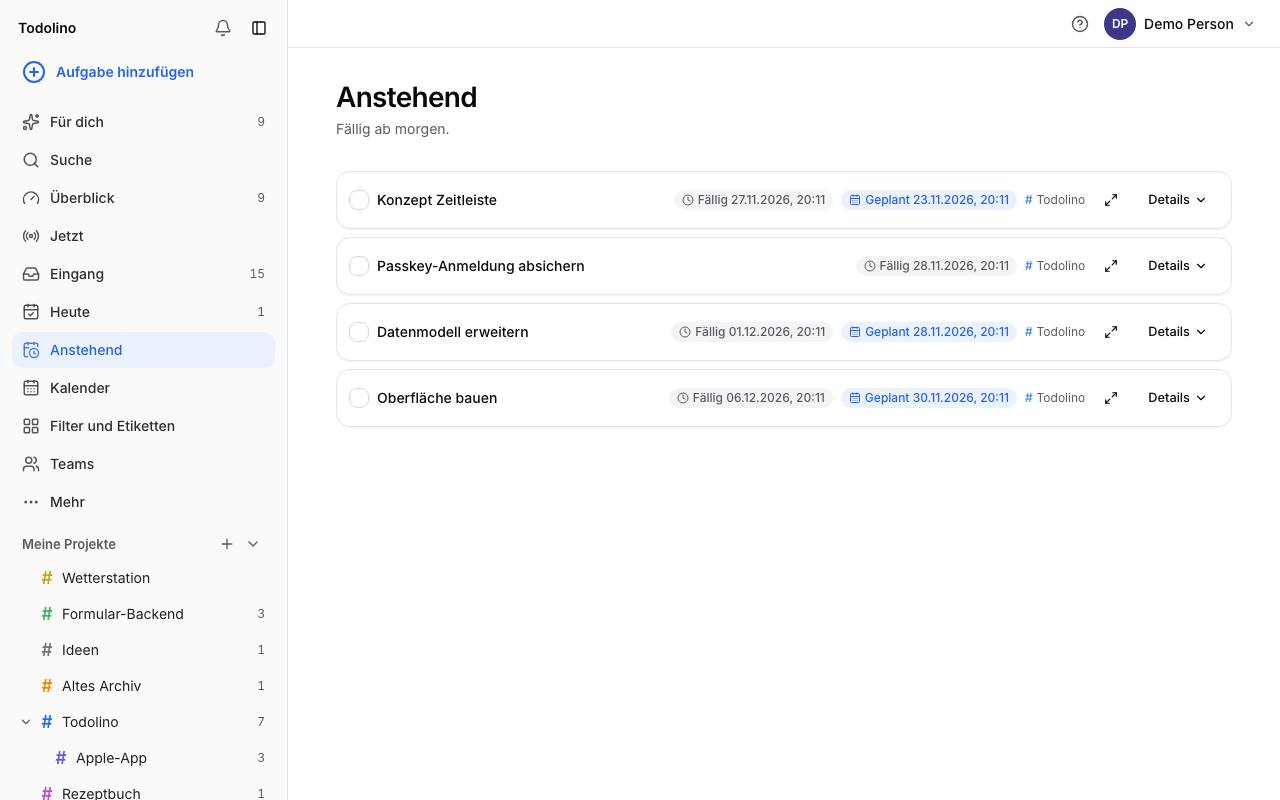 Todolino
Aufgabe hinzufügen
Für dich 9
Suche
Überblick 9
Jetzt
Eingang 15
Heute 1
Anstehend
Kalender
Filter und Etiketten
Teams
Mehr
Meine Projekte
# Wetterstation
# Formular-Backend 3
# Ideen 1
# Altes Archiv 1
# Todolino 7
# Apple-App 3
# Rezeptbuch 1
DP Demo Person
Anstehend
Fällig ab morgen.
Konzept Zeitleiste Fällig 27.11.2026, 20:11 Geplant 23.11.2026, 20:11 # Todolino Details
Passkey-Anmeldung absichern Fällig 28.11.2026, 20:11 # Todolino Details
Datenmodell erweitern Fällig 01.12.2026, 20:11 Geplant 28.11.2026, 20:11 # Todolino Details
Oberfläche bauen Fällig 06.12.2026, 20:11 Geplant 30.11.2026, 20:11 # Todolino Details